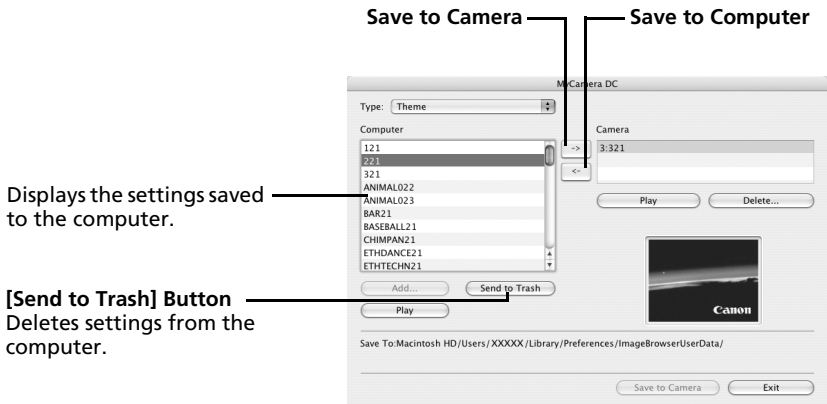 Save to Camera
Save to Computer
MyCamera DC
Type: Theme
Computer
Camera
121
221
321
ANIMAL022
ANIMAL023
BAR21
BASEBALL21
CHIMPAN21
ETHDANCE21
ETHTECHN21
->
<-
3:321
Play
Delete...
Displays the settings saved
to the computer.
[Send to Trash] Button
Deletes settings from the
computer.
Add...
Send to Trash
Play
Canon
Save To:Macintosh HD/Users/XXXXX/Library/Preferences/ImageBrowserUserData/
Save to Camera
Exit